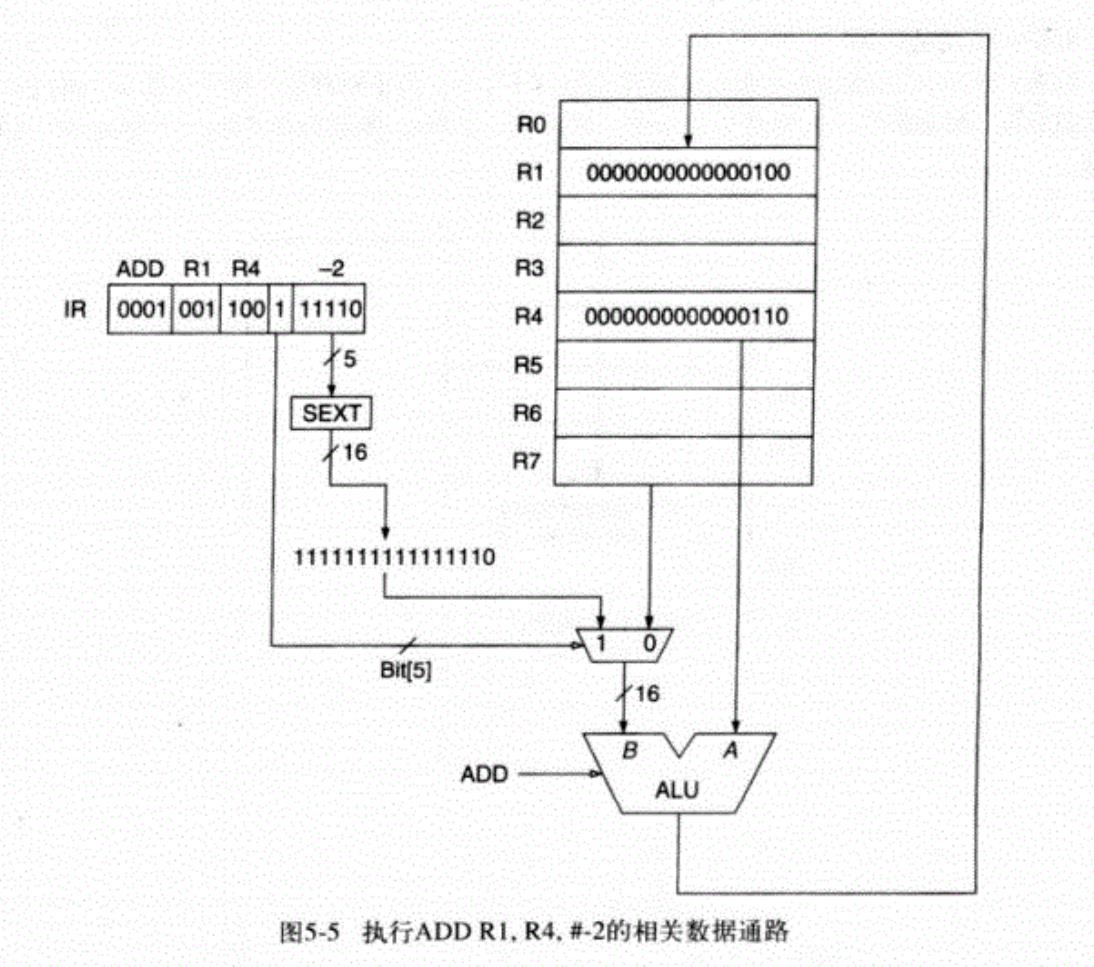 R0
R1 0000000000000100
R2
R3
ADD R1 R4 –2
IR 0001 001 100 1 11110
R4 0000000000000110
5
R5
SEXT
R6
16
R7
1111111111111110
1 0
Bit[5]
16
B A
ADD
ALU
图5-5 执行ADD R1, R4, #-2的相关数据通路